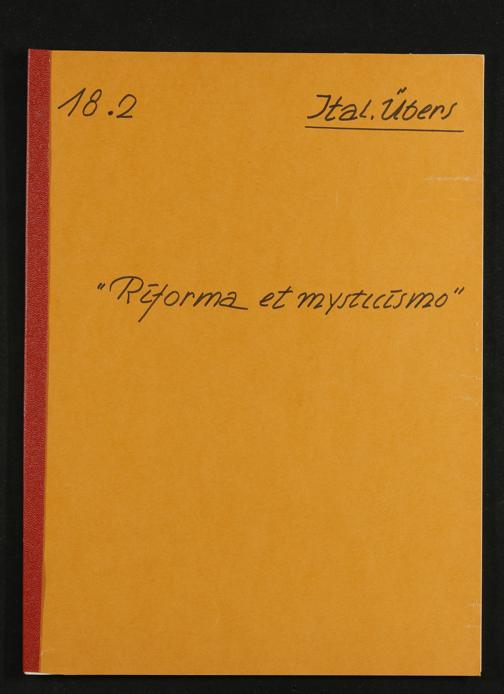 18.2
Ital. Übers
"Riforma et mysticismo"